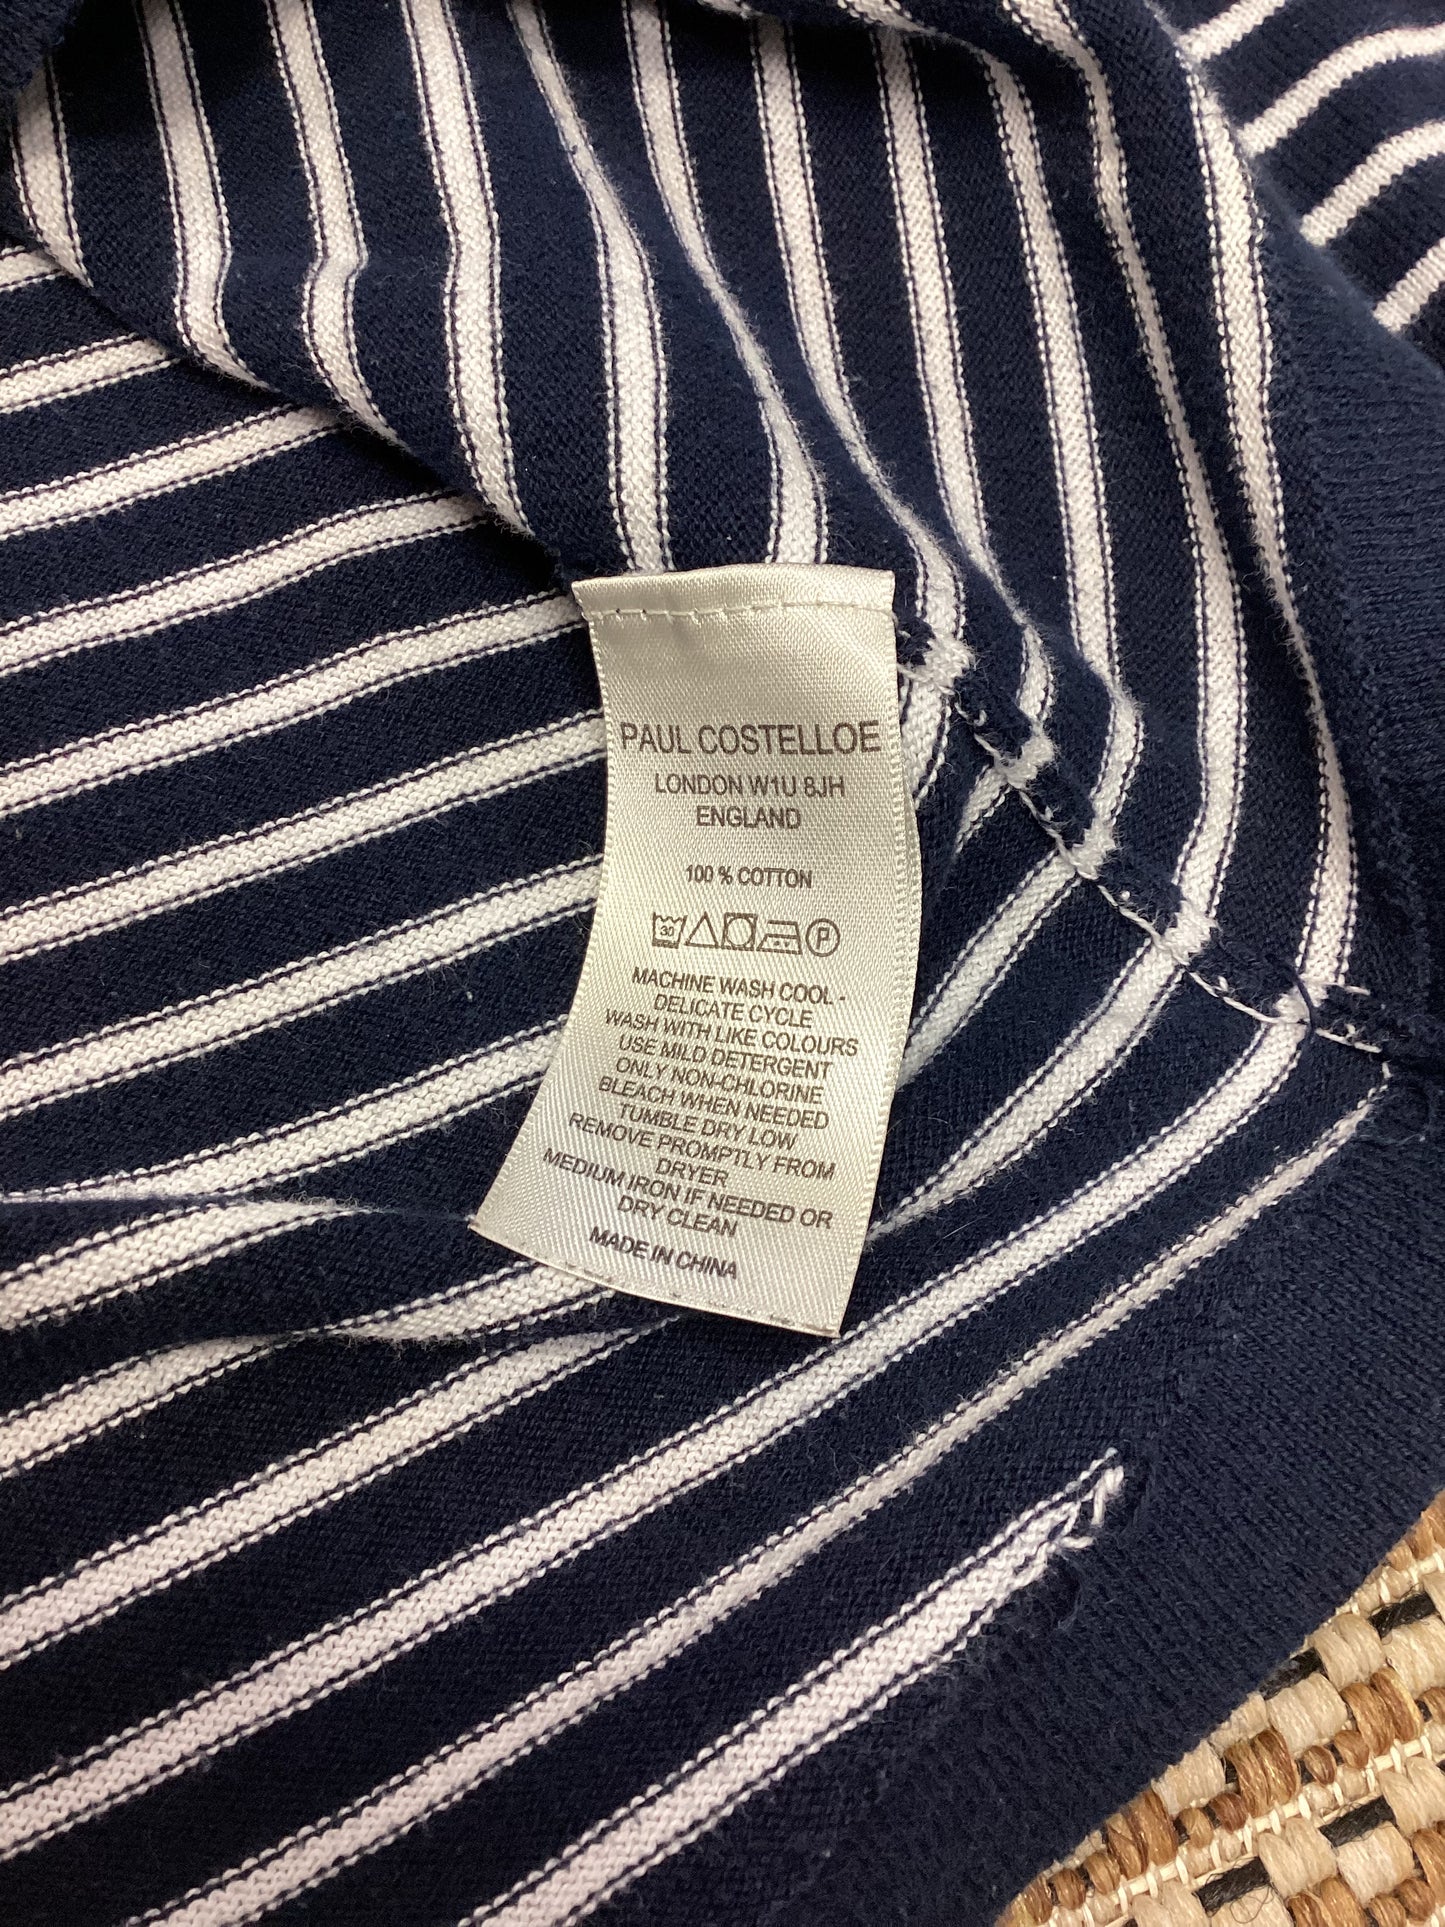 PAUL COSTELLOE
LONDON W1U 8JH
ENGLAND
100 % COTTON
30 P
MACHINE WASH COOL -
DELICATE CYCLE
WASH WITH LIKE COLOURS
USE MILD DETERGENT
ONLY NON-CHLORINE
BLEACH WHEN NEEDED
TUMBLE DRY LOW
REMOVE PROMPTLY FROM
DRYER
MEDIUM IRON IF NEEDED OR
DRY CLEAN
MADE IN CHINA